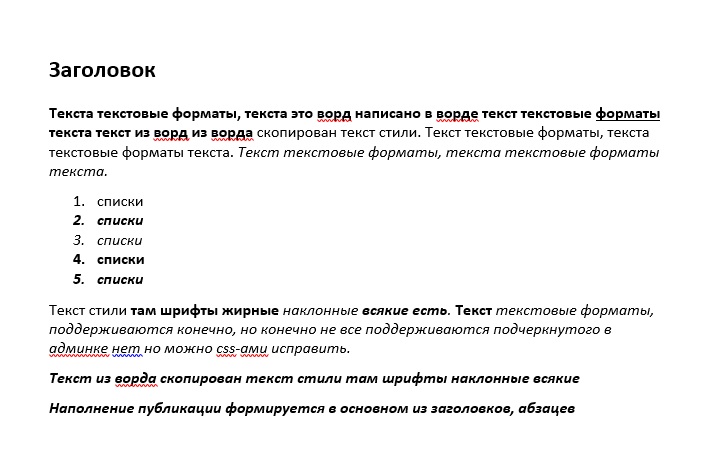 Заголовок
Текста текстовые форматы, текста это ворд написано в ворде текст текстовые форматы
текста текст из ворд из ворда скопирован текст стили. Текст текстовые форматы, текста
текстовые форматы текста. Текст текстовые форматы, текста текстовые форматы
текста.
1. списки
2. списки
3. списки
4. списки
5. списки
Текст стили там шрифты жирные наклонные всякие есть. Текст текстовые форматы,
поддерживаются конечно, но конечно не все поддерживаются подчеркнутого в
админке нет но можно css-ами исправить.
Текст из ворда скопирован текст стили там шрифты наклонные всякие
Наполнение публикации формируется в основном из заголовков, абзацев